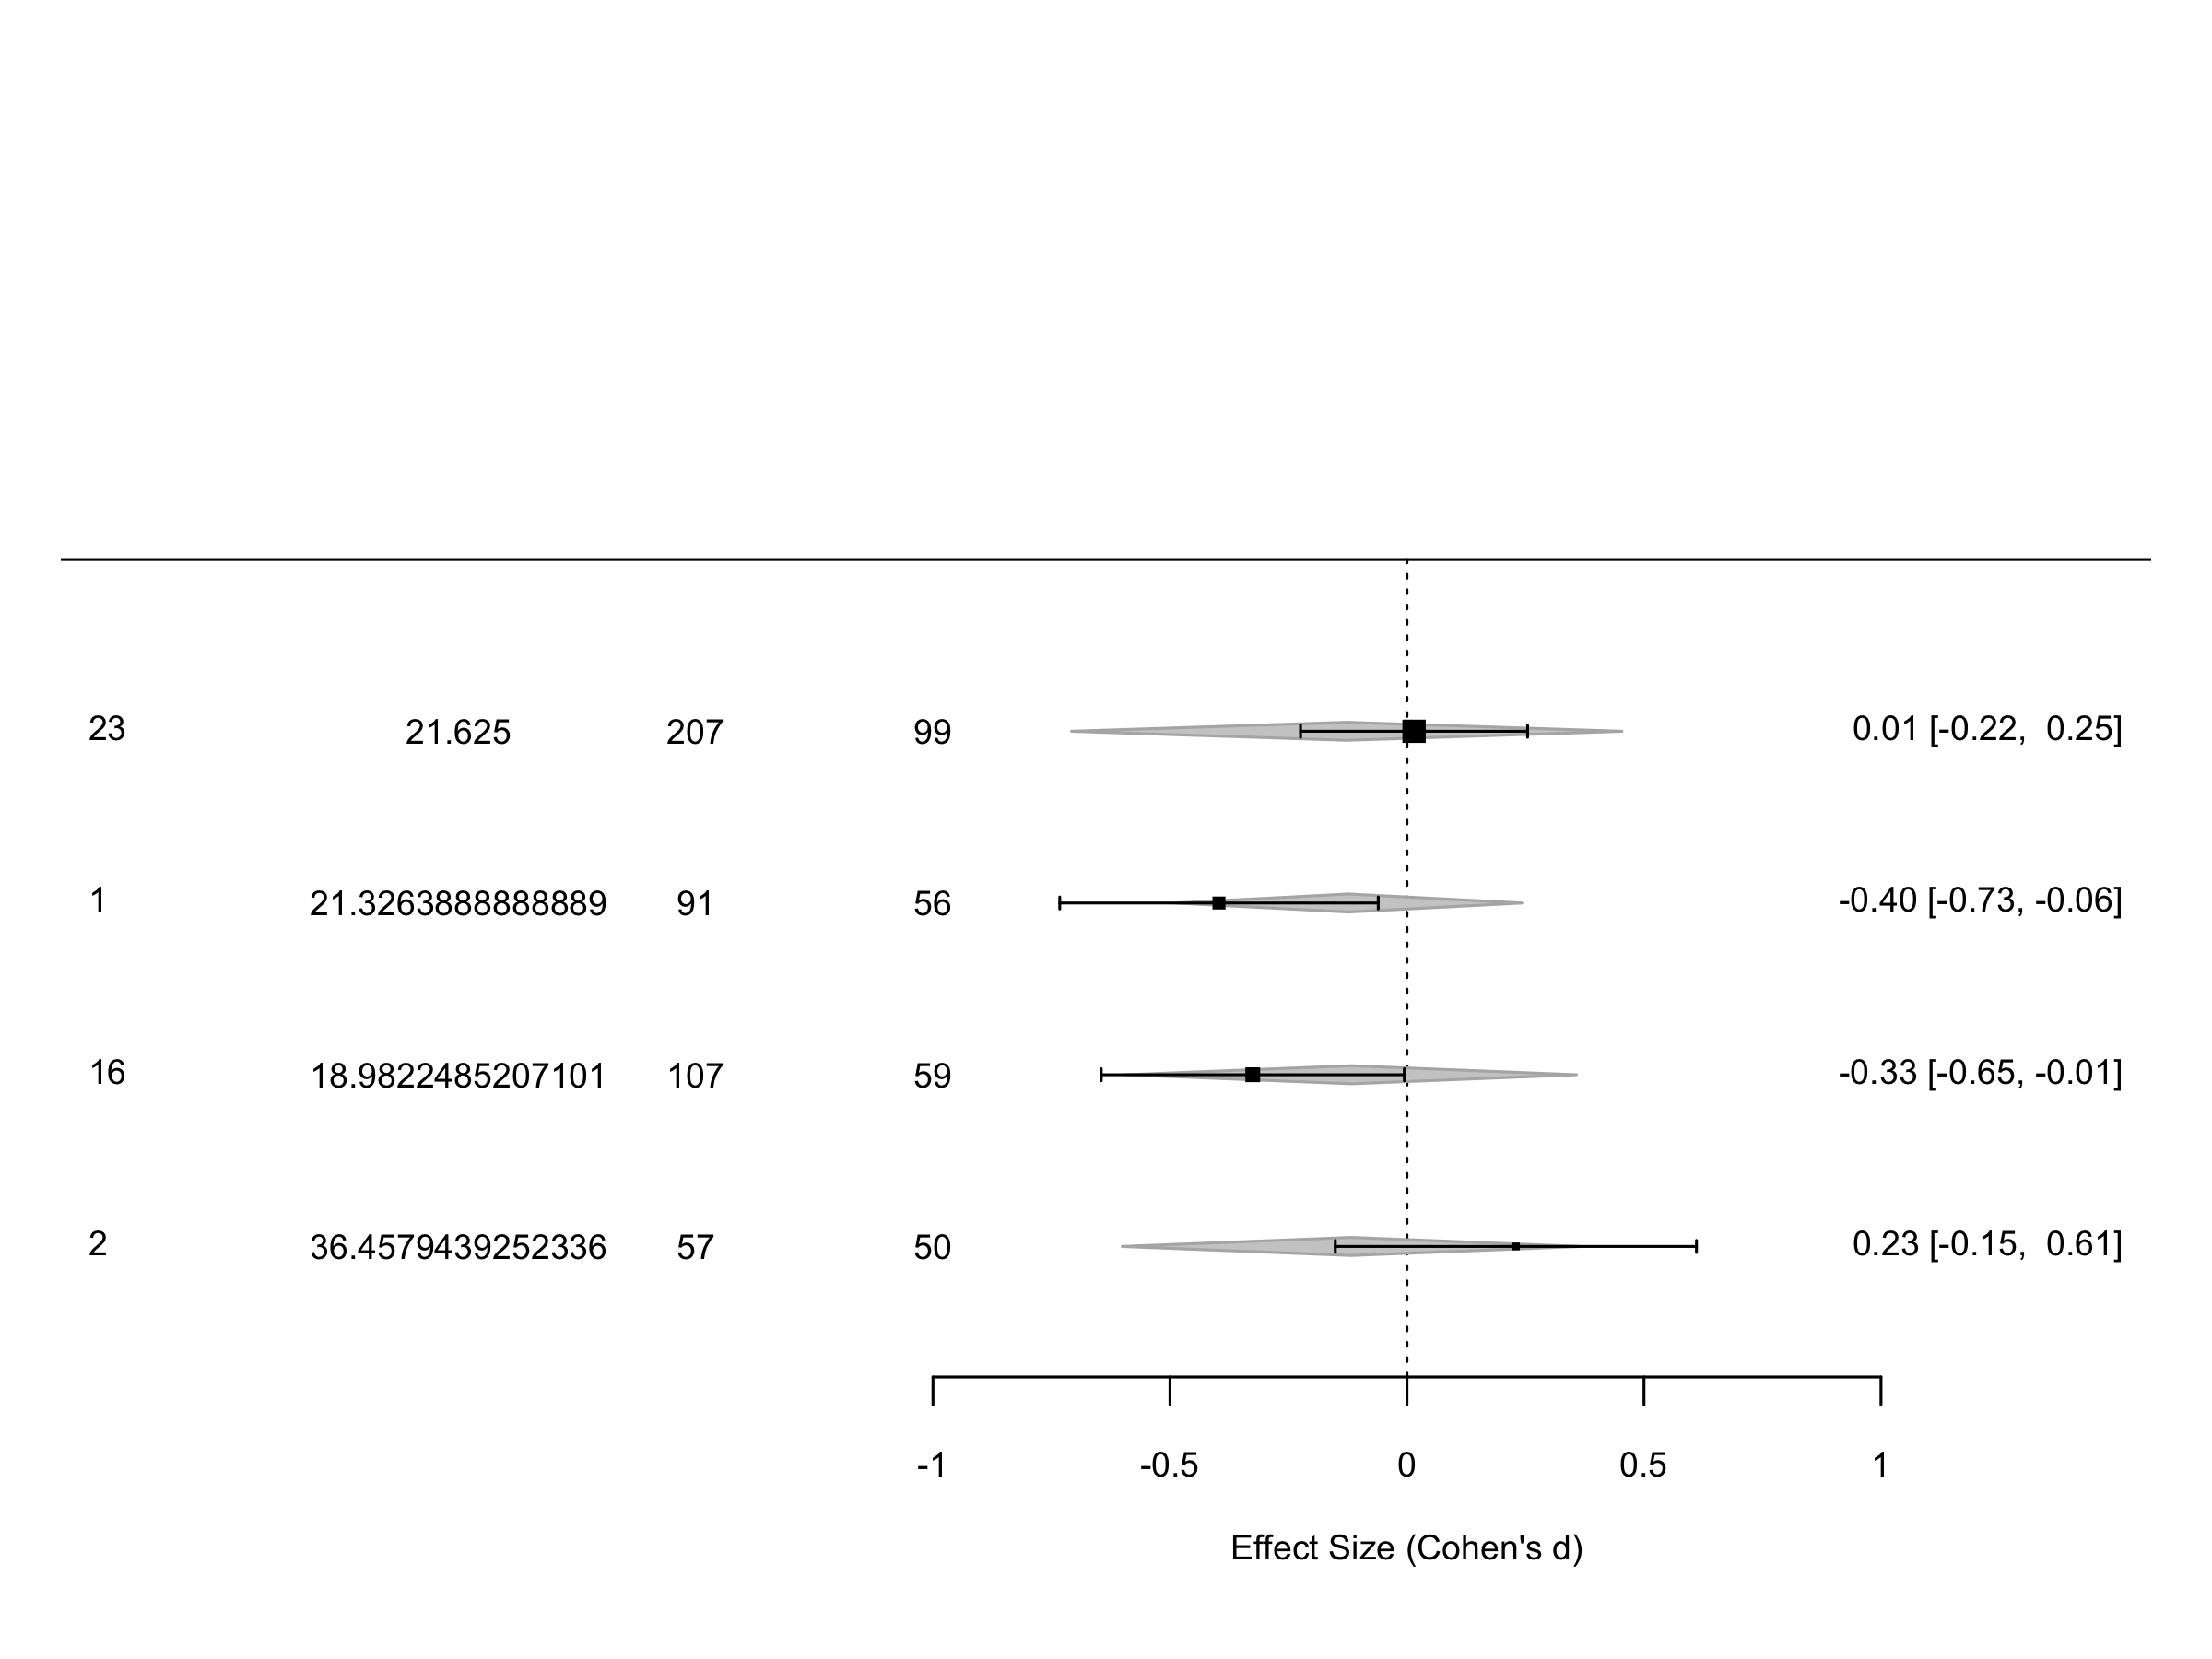 23 21.625 207 99 0.01 [-0.22, 0.25]
1 21.3263888888889 91 56 -0.40 [-0.73, -0.06]
16 18.9822485207101 107 59 -0.33 [-0.65, -0.01]
2 36.4579439252336 57 50 0.23 [-0.15, 0.61]
-1 -0.5 0 0.5 1
Effect Size (Cohen's d)